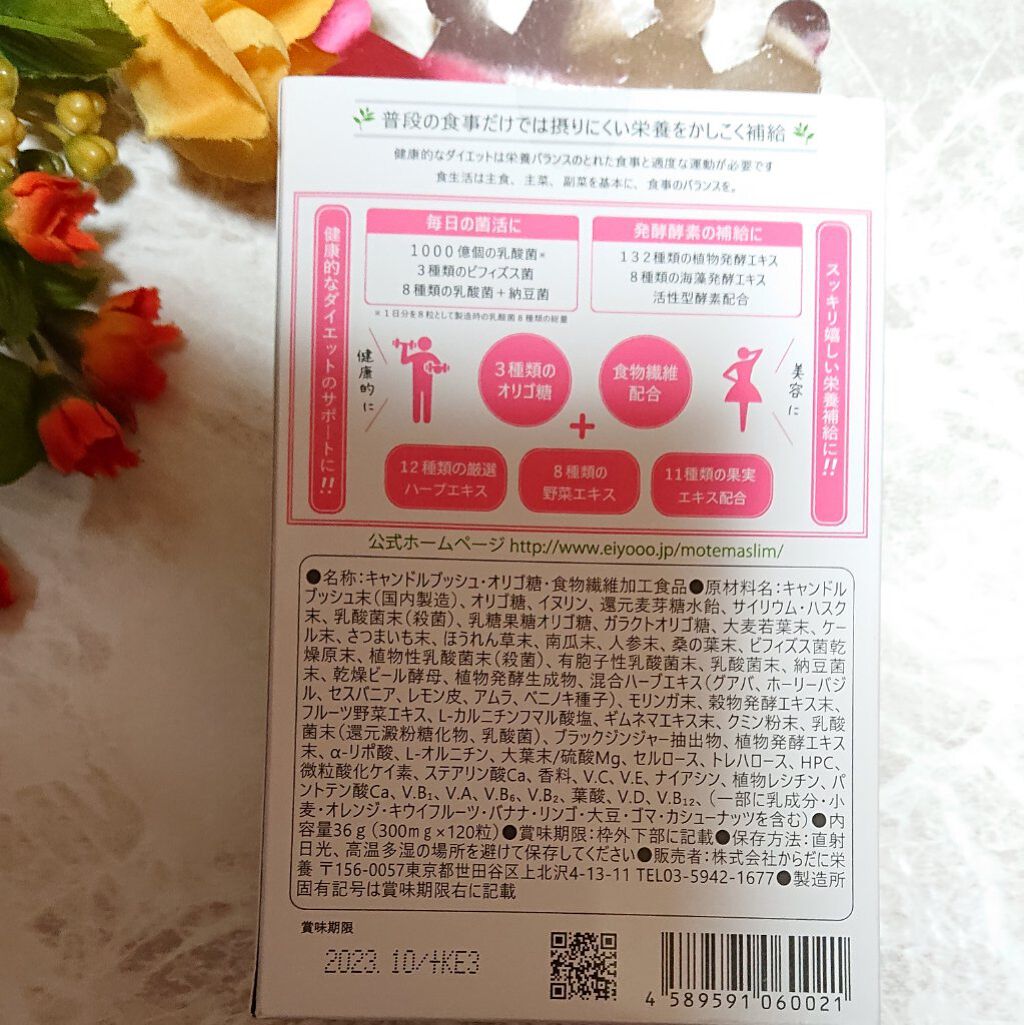 普段の食事だけでは摂りにくい栄養をかしこく補給
健康的なダイエットは栄養バランスのとれた食事と適度な運動が必要です
食生活は主食、主菜、副菜を基本に、食事のバランスを。
健康的なダイエットのサポートに!!
毎日の菌活に
1000億個の乳酸菌※
3種類のビフィズス菌
8種類の乳酸菌+納豆菌
※1日分を8粒として製造時の乳酸菌8種類の総量
発酵酵素の補給に
132種類の植物発酵エキス
8種類の海藻発酵エキス
活性型酵素配合
スッキリ嬉しい栄養補給に!!
健康的に
3種類の
オリゴ糖
食物繊維
配合
美容に
+
12種類の厳選
ハーブエキス
8種類の
野菜エキス
11種類の果実
エキス配合
公式ホームページ http://www.eiyooo.jp/motemaslim/
●名称:キャンドルブッシュ・オリゴ糖・食物繊維加工食品●原材料名:キャンドル
ブッシュ末(国内製造)、オリゴ糖、イヌリン、還元麦芽糖水飴、サイリウム・ハスク
末、乳酸菌末(殺菌)、乳糖果糖オリゴ糖、ガラクトオリゴ糖、大麦若葉末、ケー
ル末、さつまいも末、ほうれん草末、南瓜末、人参末、桑の葉末、ビフィズス菌乾
燥原末、植物性乳酸菌末(殺菌)、有胞子性乳酸菌末、乳酸菌末、納豆菌
末、乾燥ビール酵母、植物発酵生成物、混合ハーブエキス(グアバ、ホーリーバジ
ル、セスバニア、レモン皮、アムラ、ベニノキ種子)、モリンガ末、穀物発酵エキス末、
フルーツ野菜エキス、L-カルニチンフマル酸塩、ギムネマエキス末、クミン粉末、乳酸
菌末(還元澱粉糖化物、乳酸菌)、ブラックジンジャー抽出物、植物発酵エキス
末、α-リポ酸、L-オルニチン、大葉末/硫酸Mg、セルロース、トレハロース、HPC、
微粒酸化ケイ素、ステアリン酸Ca、香料、V.C、V.E、ナイアシン、植物レシチン、パ
ントテン酸Ca、V.B₁、V.A、V.B₆、V.B₂、葉酸、V.D、V.B₁₂、(一部に乳成分・小
麦・オレンジ・キウイフルーツ・バナナ・リンゴ・大豆・ゴマ・カシューナッツを含む)●内
容量36g(300mg×120粒)●賞味期限:枠外下部に記載●保存方法:直射
日光、高温多湿の場所を避けて保存してください●販売者:株式会社からだに栄
養 〒156-0057東京都世田谷区上北沢4-13-11 TEL03-5942-1677●製造所
固有記号は賞味期限右に記載
賞味期限
2023.10/+KE3
4 589591 060021